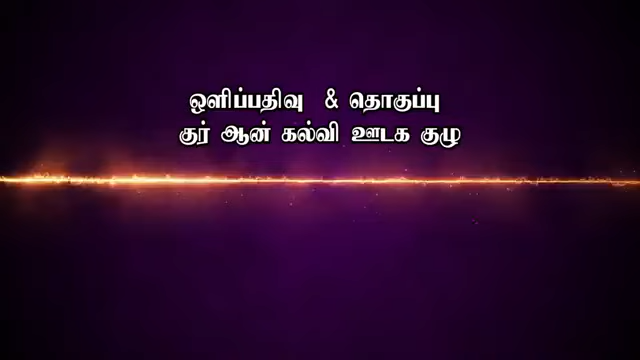 ஒளிப்பதிவு & தொகுப்பு
குர் ஆன் கல்வி ஊடக குழு